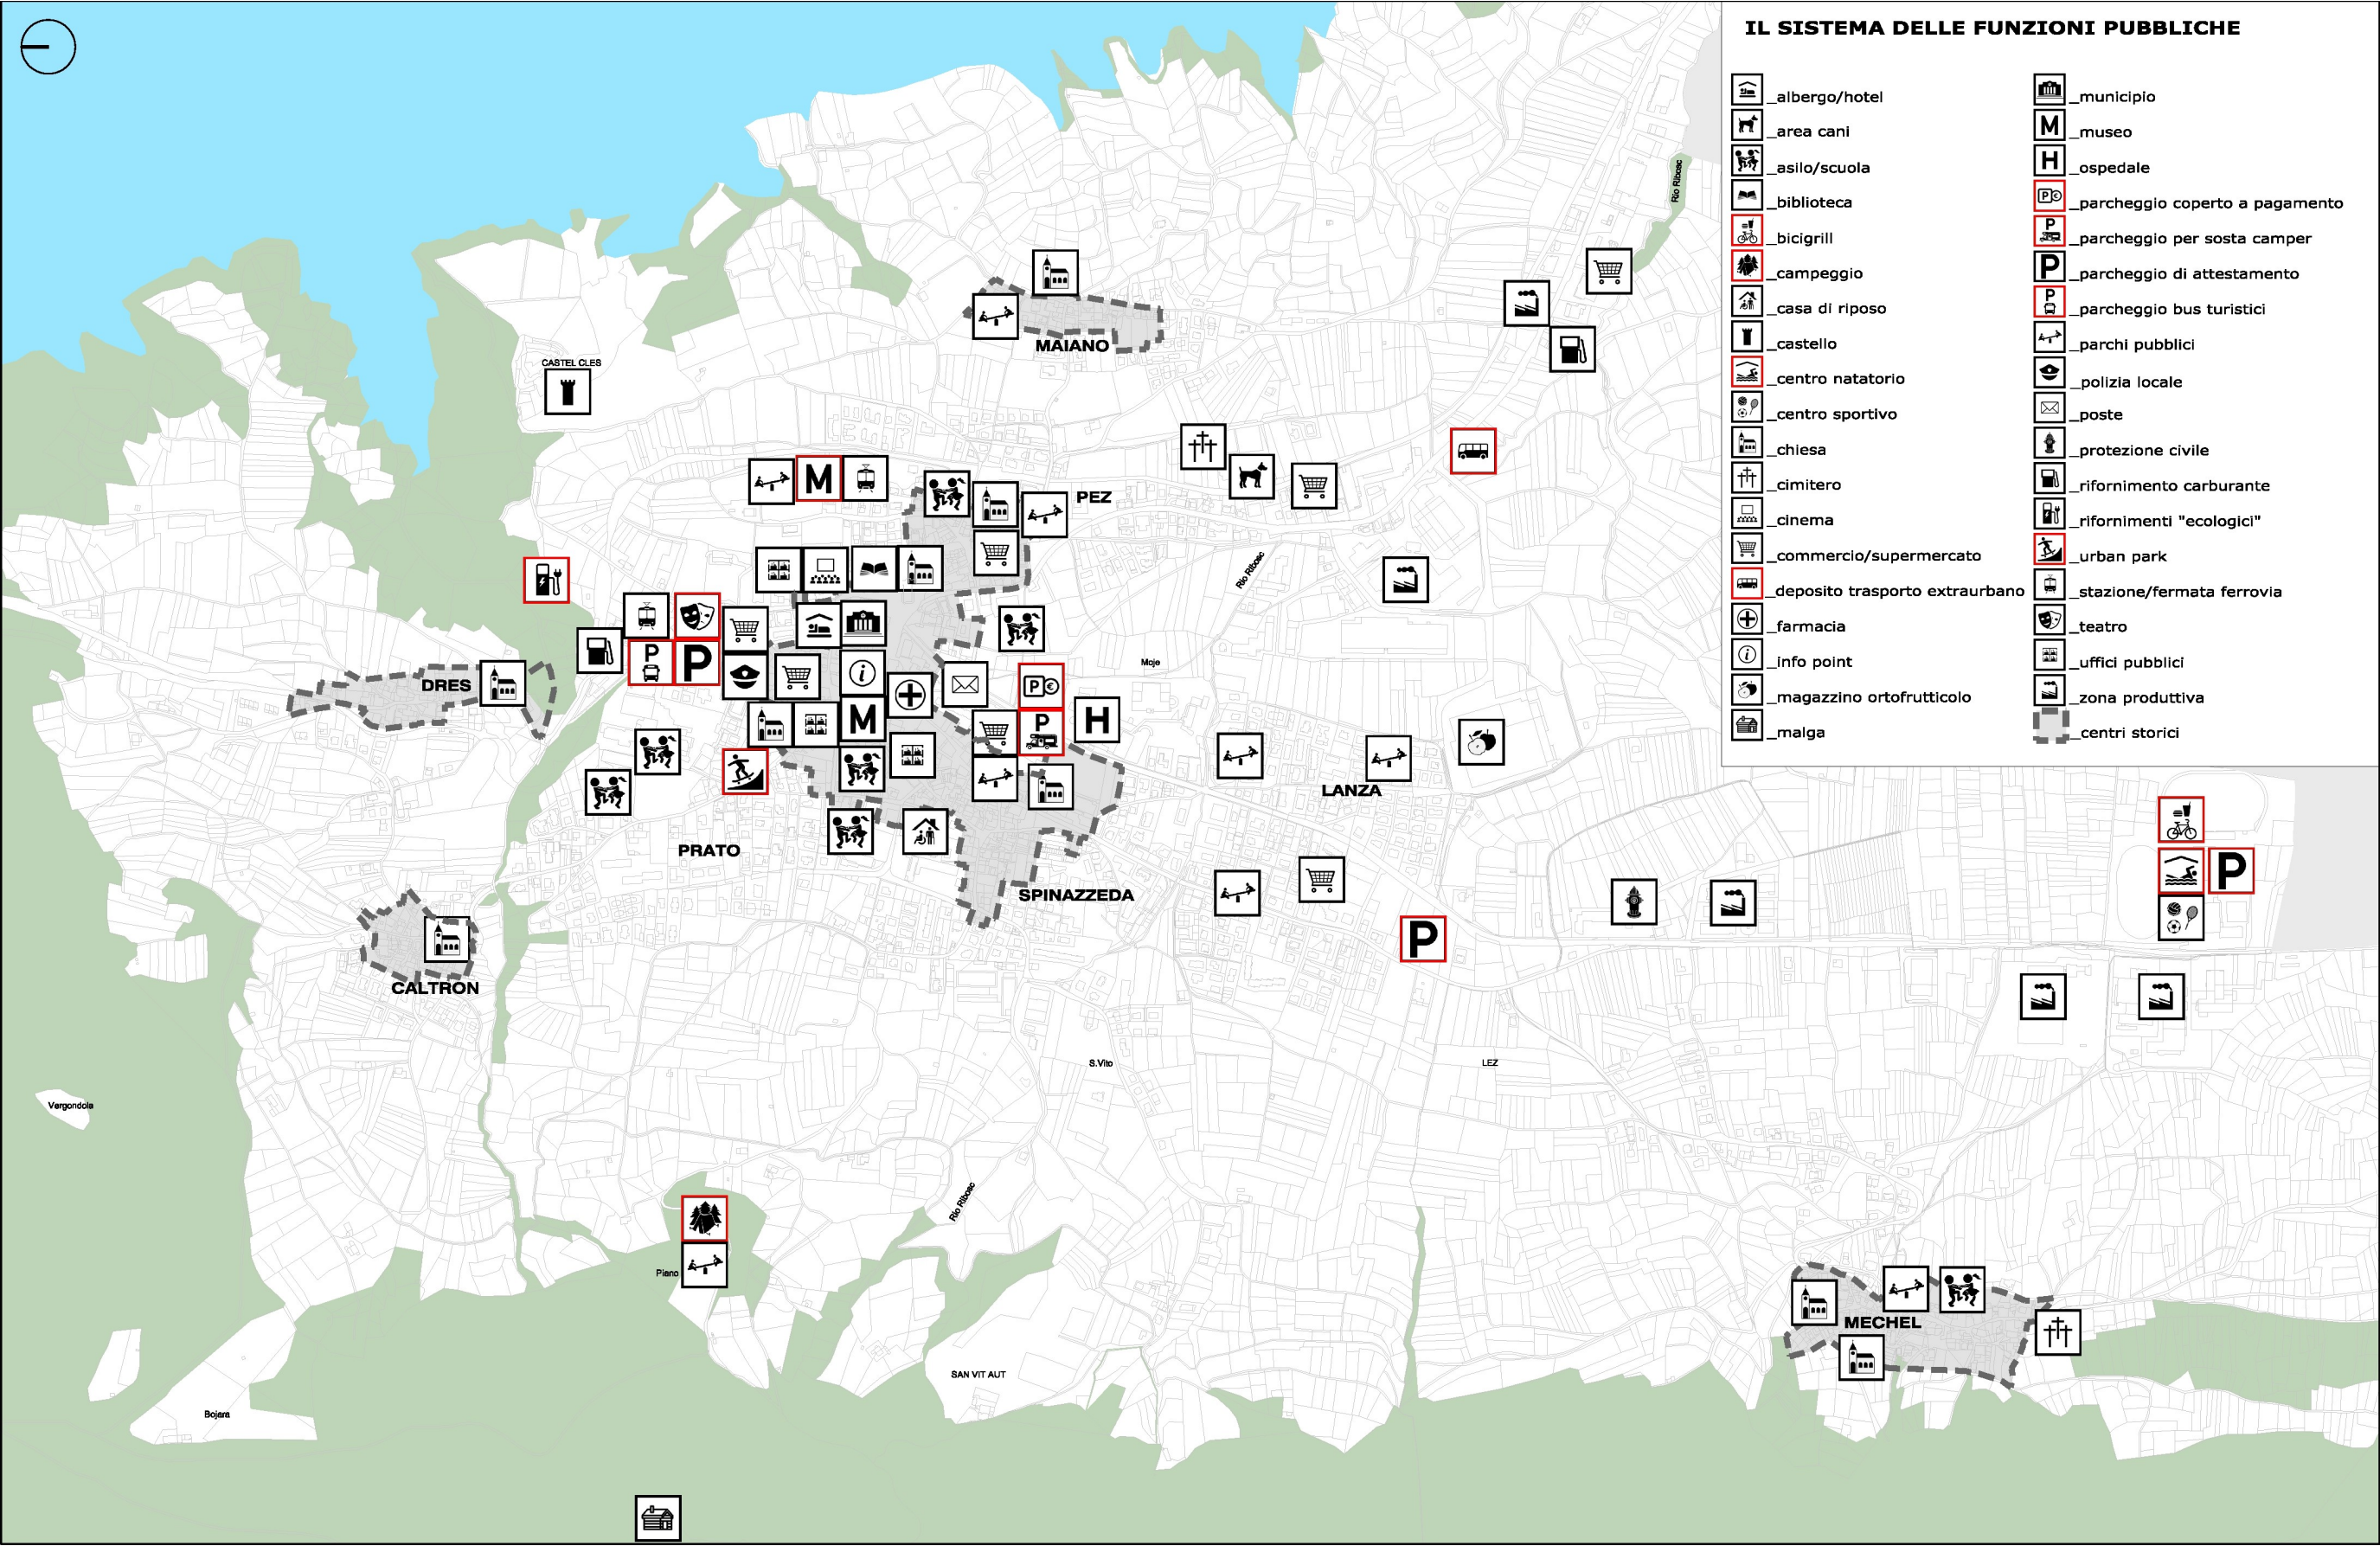 IL SISTEMA DELLE FUNZIONI PUBBLICHE
_albergo/hotel
_area cani
_asilo/scuola
_biblioteca
_bicigrill
_campeggio
_casa di riposo
_castello
_centro natatorio
_centro sportivo
_chiesa
_cimitero
_cinema
_commercio/supermercato
_deposito trasporto extraurbano
_farmacia
i
_info point
_magazzino ortofrutticolo
_malga
_municipio
M
_museo
H
_ospedale
P €
_parcheggio coperto a pagamento
P
_parcheggio per sosta camper
P
_parcheggio di attestamento
P
_parcheggio bus turistici
_parchi pubblici
_polizia locale
_poste
_protezione civile
_rifornimento carburante
_rifornimenti "ecologici"
_urban park
_stazione/fermata ferrovia
_teatro
_uffici pubblici
_zona produttiva
_centri storici
Rio Ribosc
MAIANO
CASTEL CLES
M
PEZ
Rio Ribosc
P
P
i
Moje
DRES
P €
M
P
H
LANZA
PRATO
SPINAZZEDA
P
P
CALTRON
S.Vito
LEZ
Vergondola
Rio Ribosc
Piano
MECHEL
SAN VIT AUT
Bojara